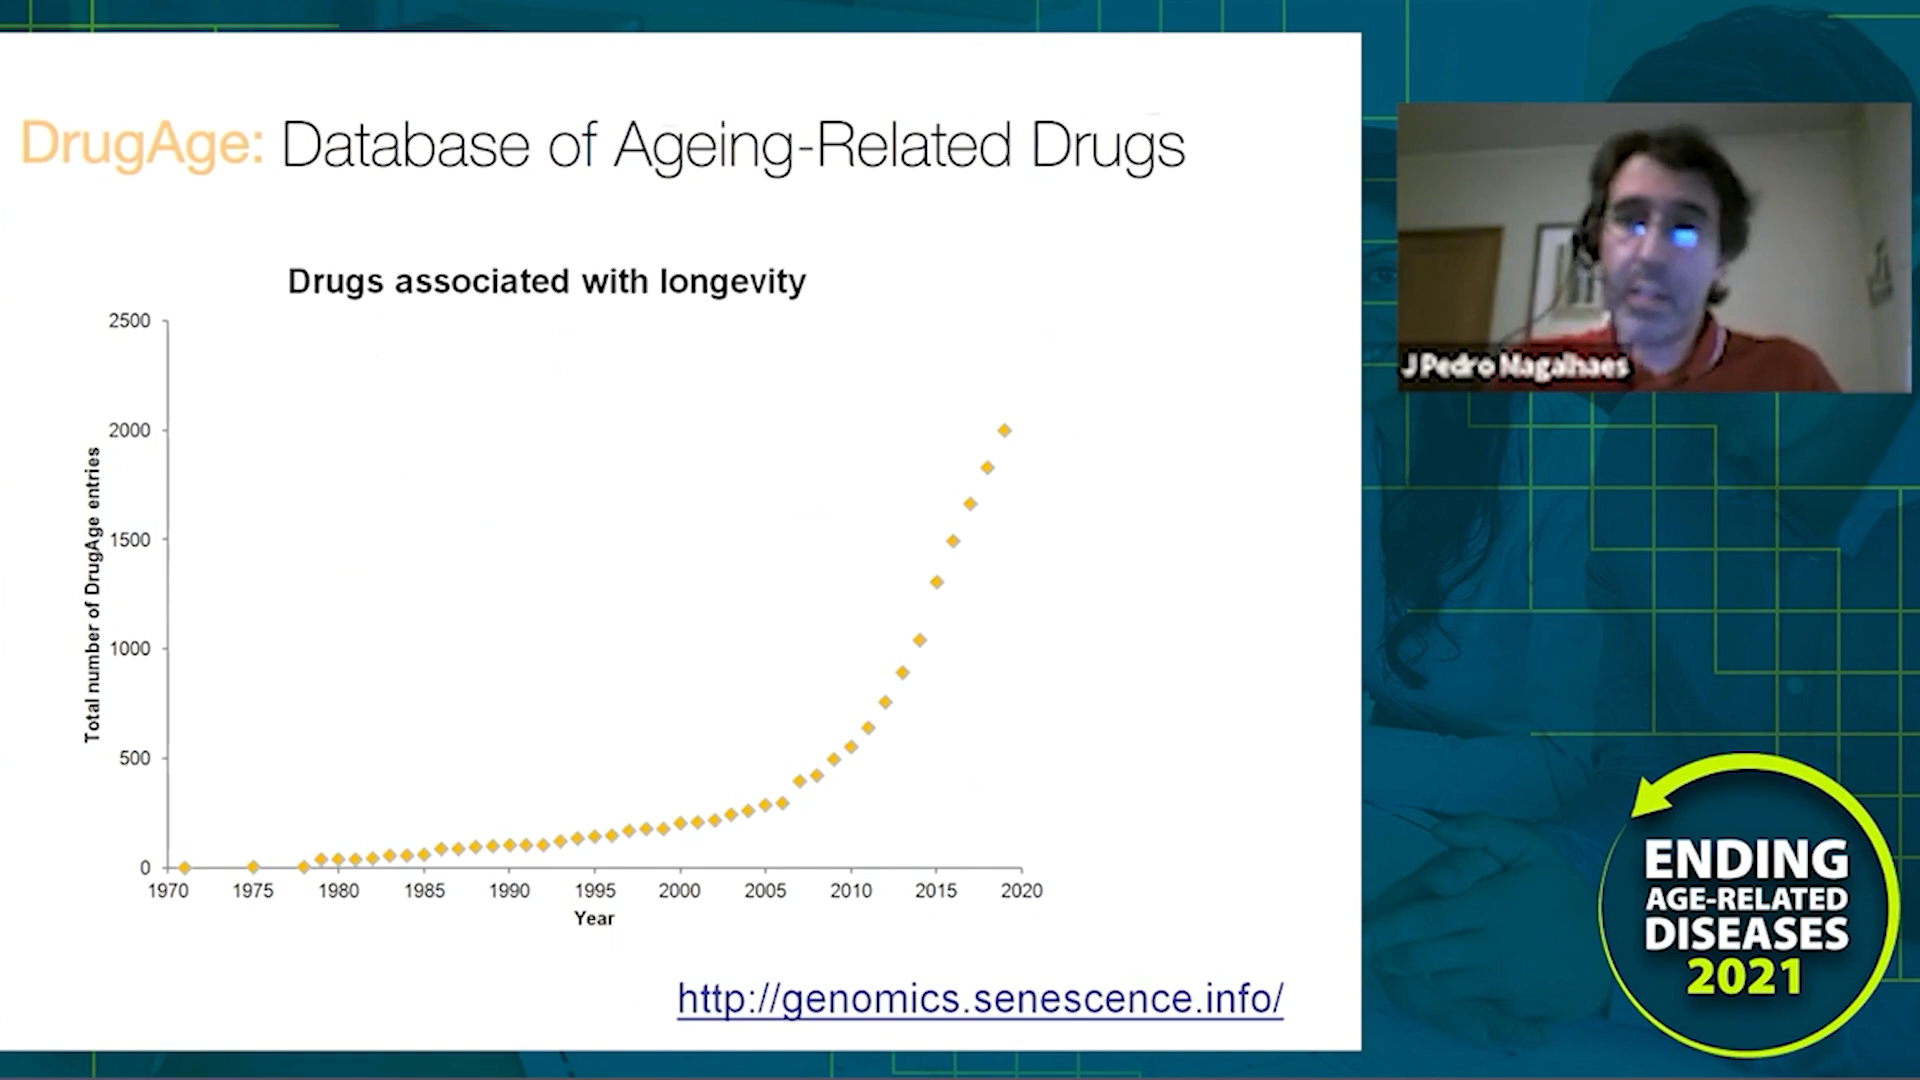 DrugAge: Database of Ageing-Related Drugs
Drugs associated with longevity
2500
2000
1500
1000
500
0
Total number of DrugAge entries
1970 1975 1980 1985 1990 1995 2000 2005 2010 2015 2020
Year
http://genomics.senescence.info/
J Pedro Magalhaes
ENDING
AGE-RELATED
DISEASES
2021